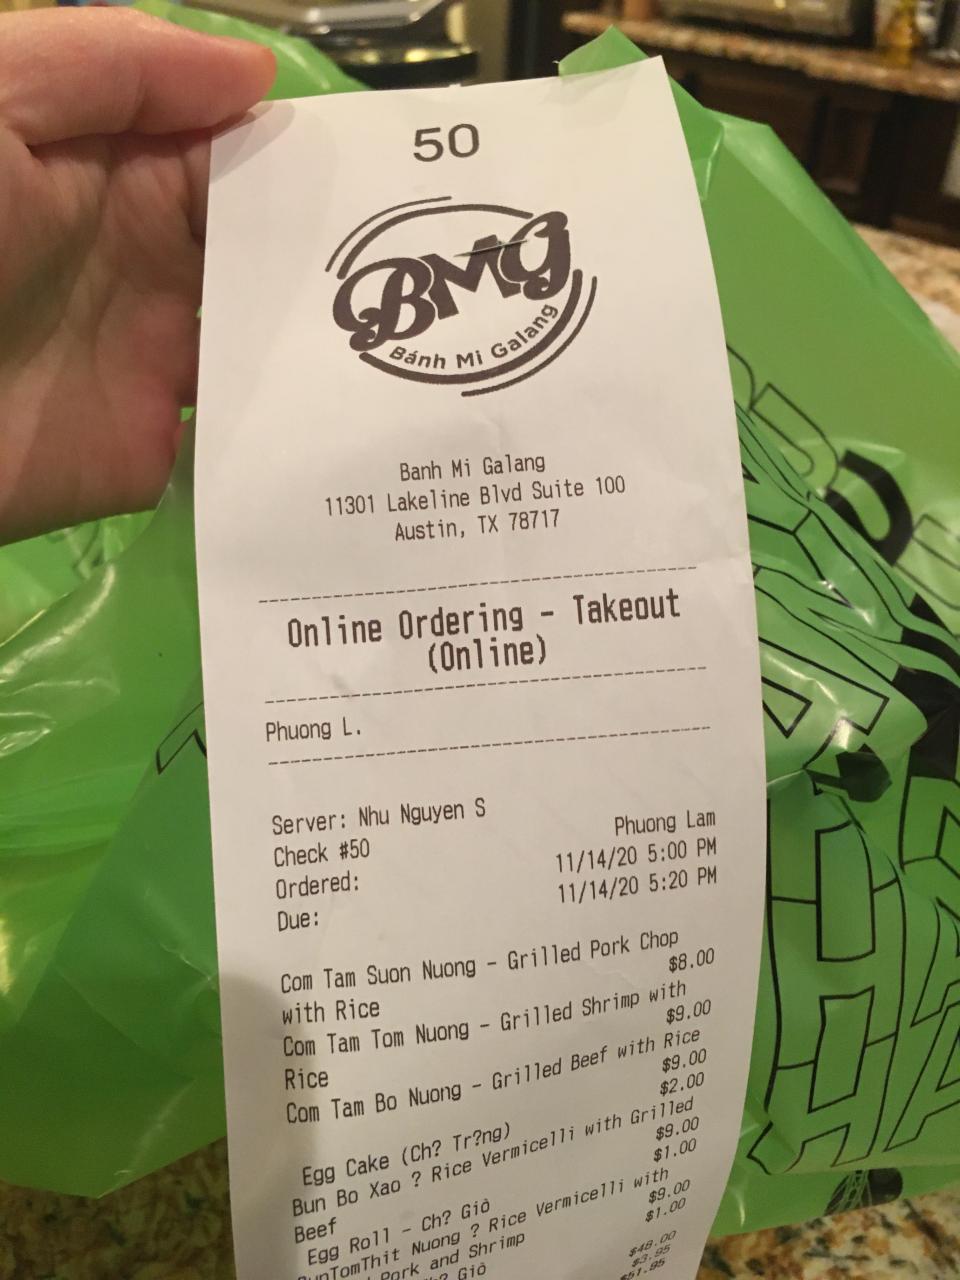 50
BMG
Bánh Mi Galang
Banh Mi Galang
11301 Lakeline Blvd Suite 100
Austin, TX 78717
Online Ordering - Takeout
(Online)
Phuong L.
Server: Nhu Nguyen S
Check #50 Phuong Lam
Ordered: 11/14/20 5:00 PM
Due: 11/14/20 5:20 PM
Com Tam Suon Nuong - Grilled Pork Chop
with Rice $8.00
Com Tam Tom Nuong - Grilled Shrimp with
Rice $9.00
Com Tam Bo Nuong - Grilled Beef with Rice
$9.00
Egg Cake (Ch? Tr?ng) $2.00
Bun Bo Xao ? Rice Vermicelli with Grilled
Beef $9.00
Egg Roll - Ch? Giò $1.00
BunTomThit Nuong ? Rice Vermicelli with
Pork and Shrimp $9.00
Ch? Giò $1.00
$48.00
$3.95
$51.95